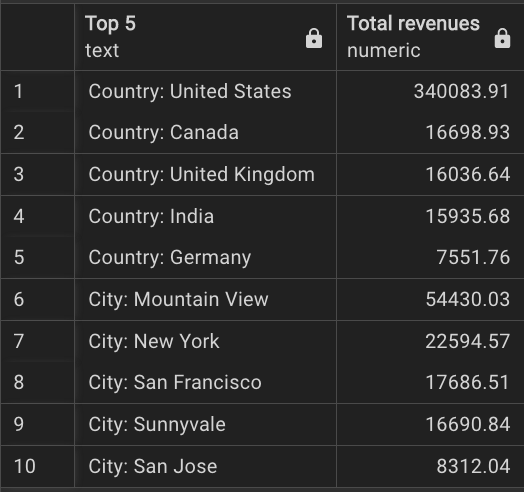 Top 5 Total revenues
text numeric
1 Country: United States 340083.91
2 Country: Canada 16698.93
3 Country: United Kingdom 16036.64
4 Country: India 15935.68
5 Country: Germany 7551.76
6 City: Mountain View 54430.03
7 City: New York 22594.57
8 City: San Francisco 17686.51
9 City: Sunnyvale 16690.84
10 City: San Jose 8312.04